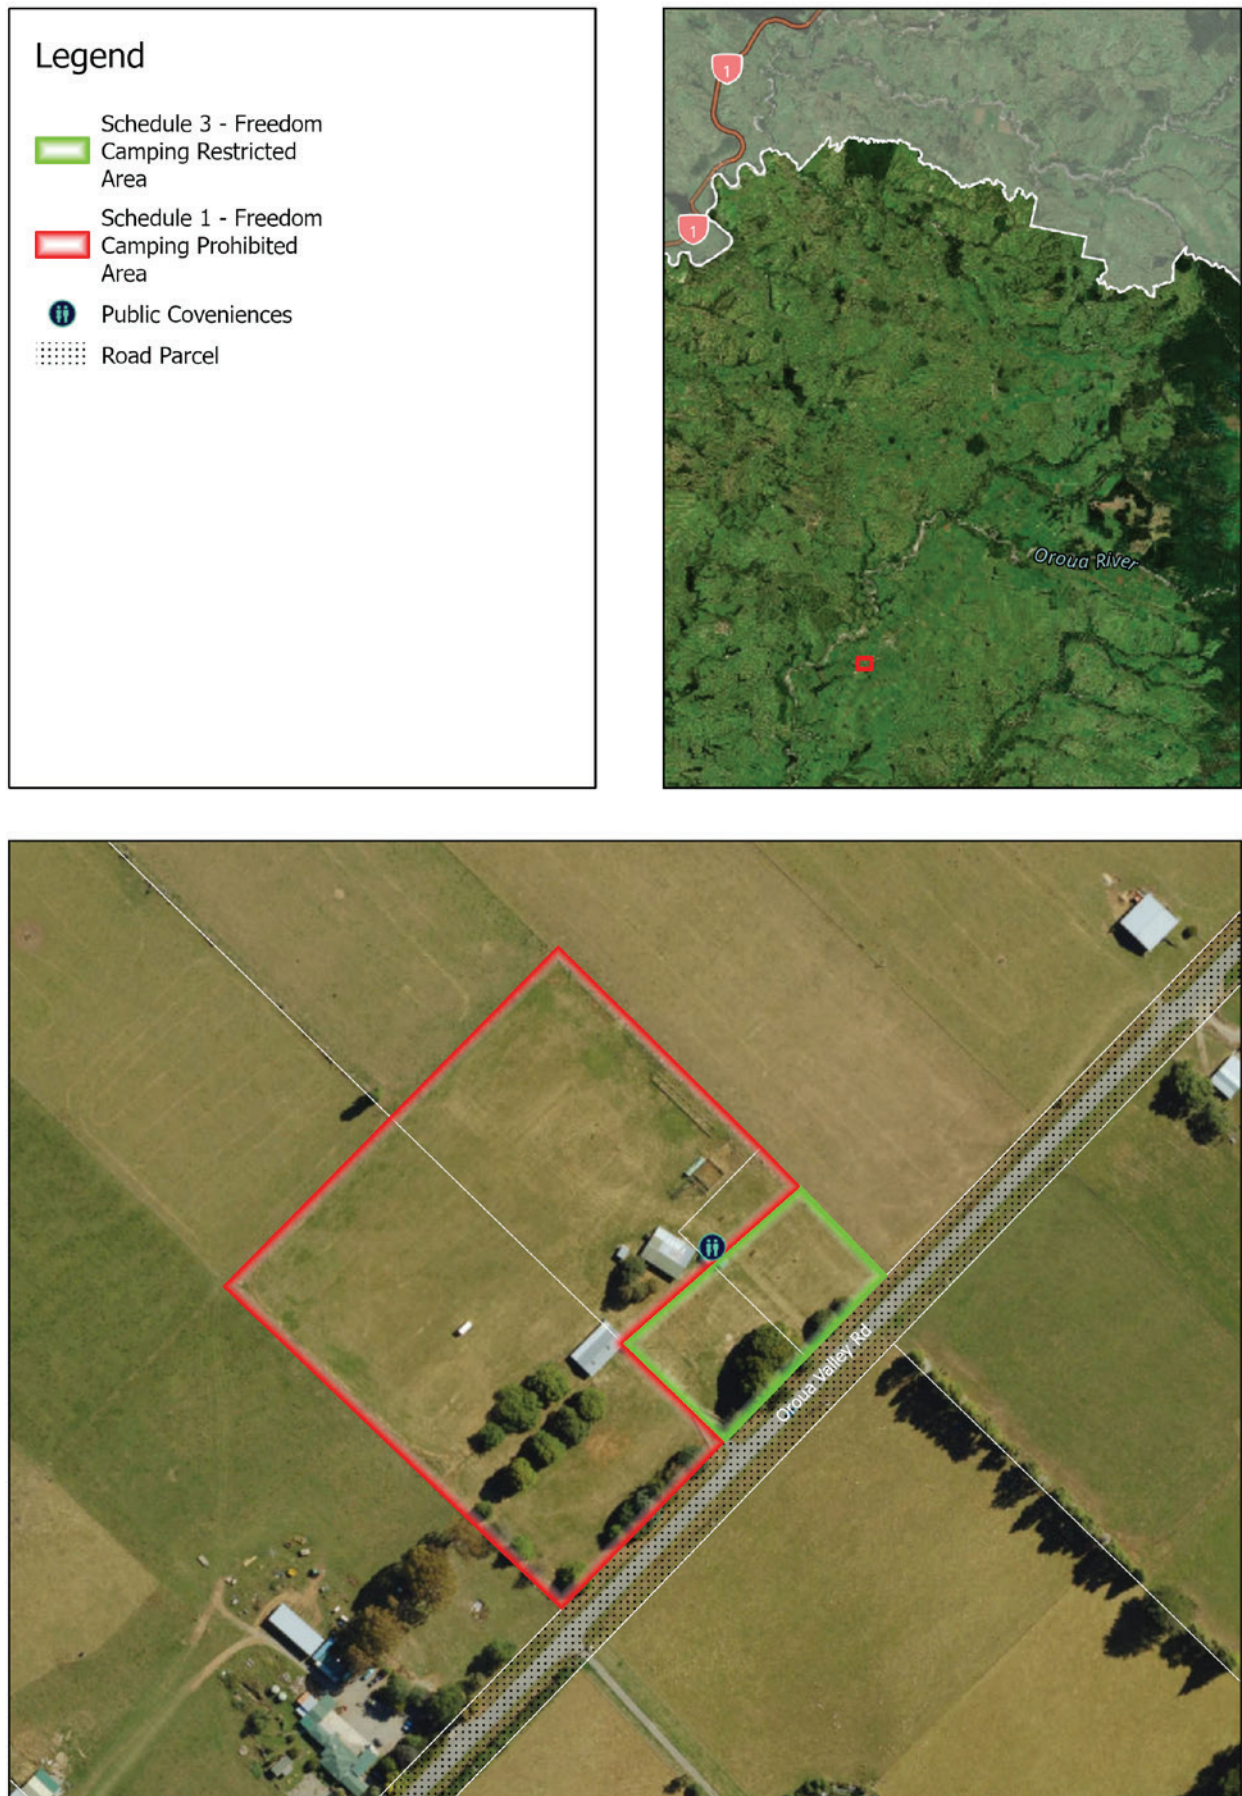 Legend
Schedule 3 - Freedom
Camping Restricted
Area
Schedule 1 - Freedom
Camping Prohibited
Area
Public Coveniences
Road Parcel
1
1
Oroua River
Oroua Valley Rd